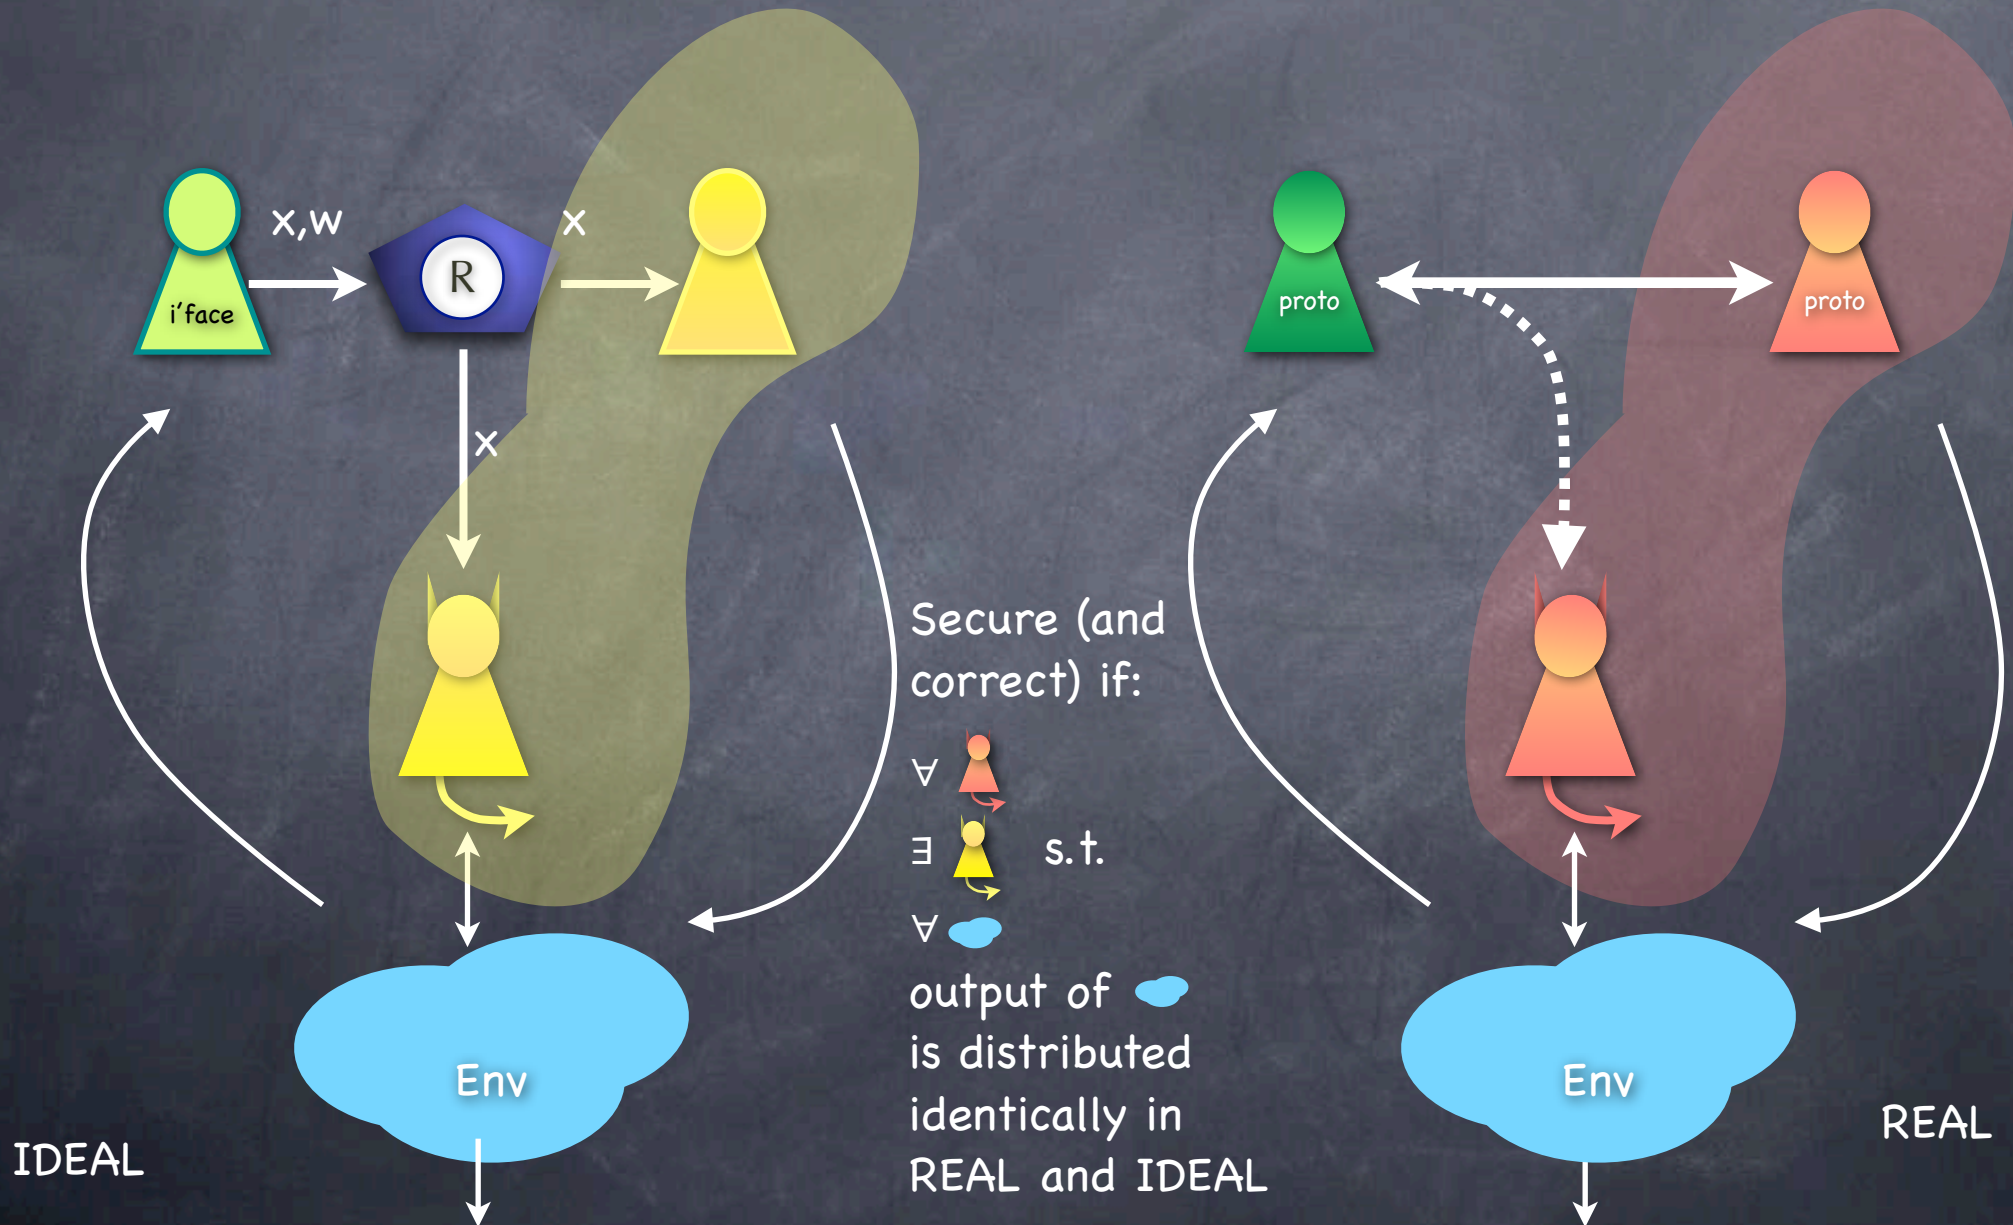 x,w
R
x
i'face
x
proto
proto
Secure (and
correct) if:
∀
∃ s.t.
∀
output of
is distributed
identically in
REAL and IDEAL
Env
Env
IDEAL
REAL